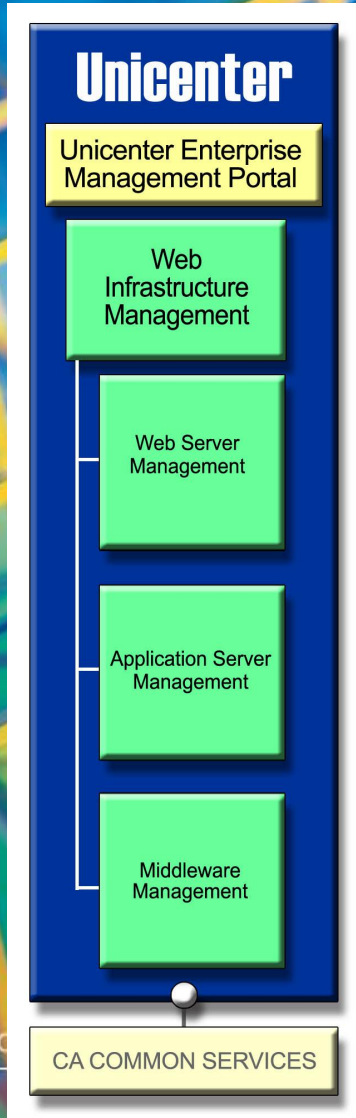 Unicenter
Unicenter Enterprise
Management Portal
Web
Infrastructure
Management
Web Server
Management
Application Server
Management
Middleware
Management
CA COMMON SERVICES